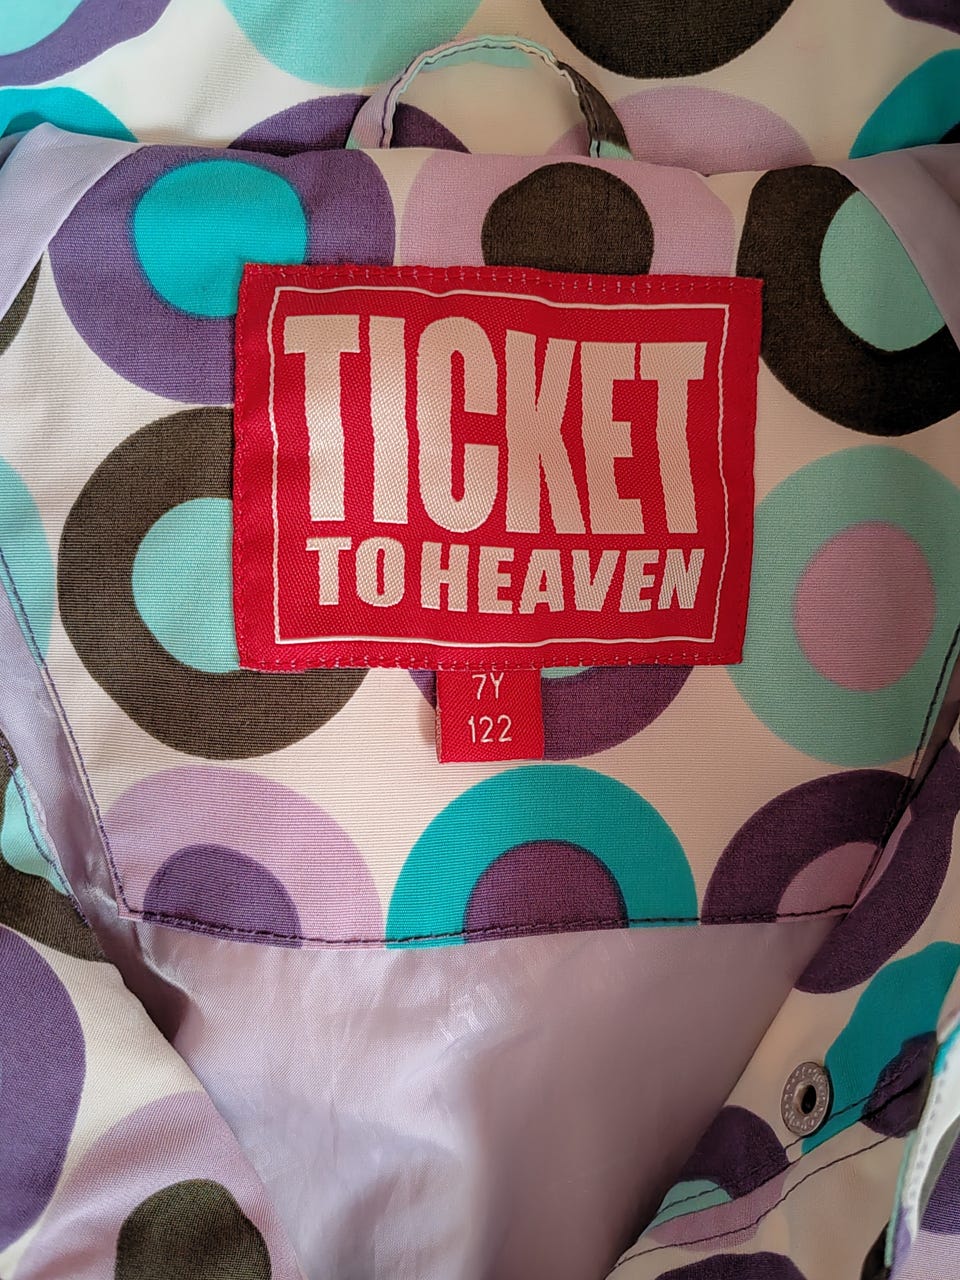 TICKET
TO HEAVEN
7Y
122